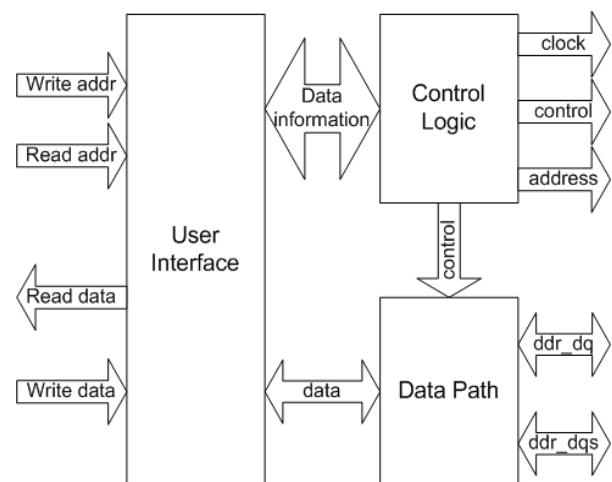 Write addr
Read addr
Read data
Write data
User
Interface
Data
information
Control
Logic
clock
control
address
control
data
Data Path
ddr_dq
ddr_dqs